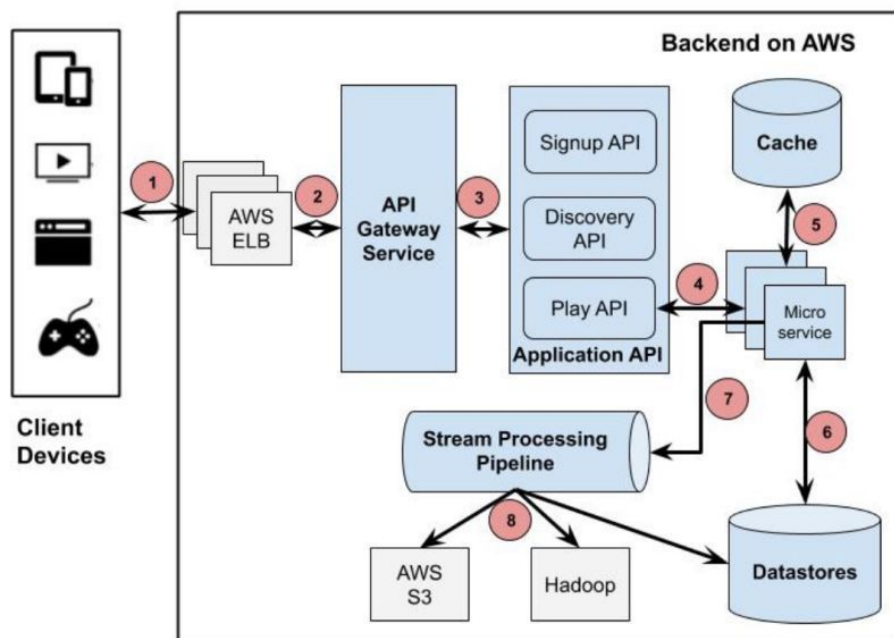 Backend on AWS
Client
Devices
1
AWS
ELB
2
API
Gateway
Service
3
Signup API
Discovery
API
Play API
Application API
4
Cache
5
Micro
service
6
7
Stream Processing
Pipeline
8
AWS
S3
Hadoop
Datastores